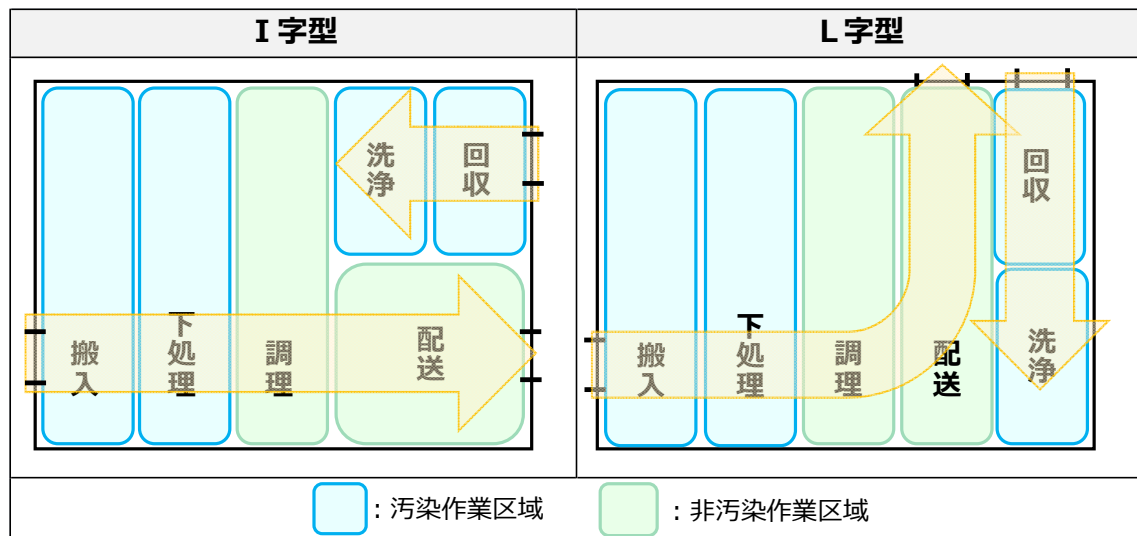 I字型
L字型
搬入
下処理
調理
配送
洗浄
回収
搬入
下処理
調理
配送
回収
洗浄
：汚染作業区域
：非汚染作業区域